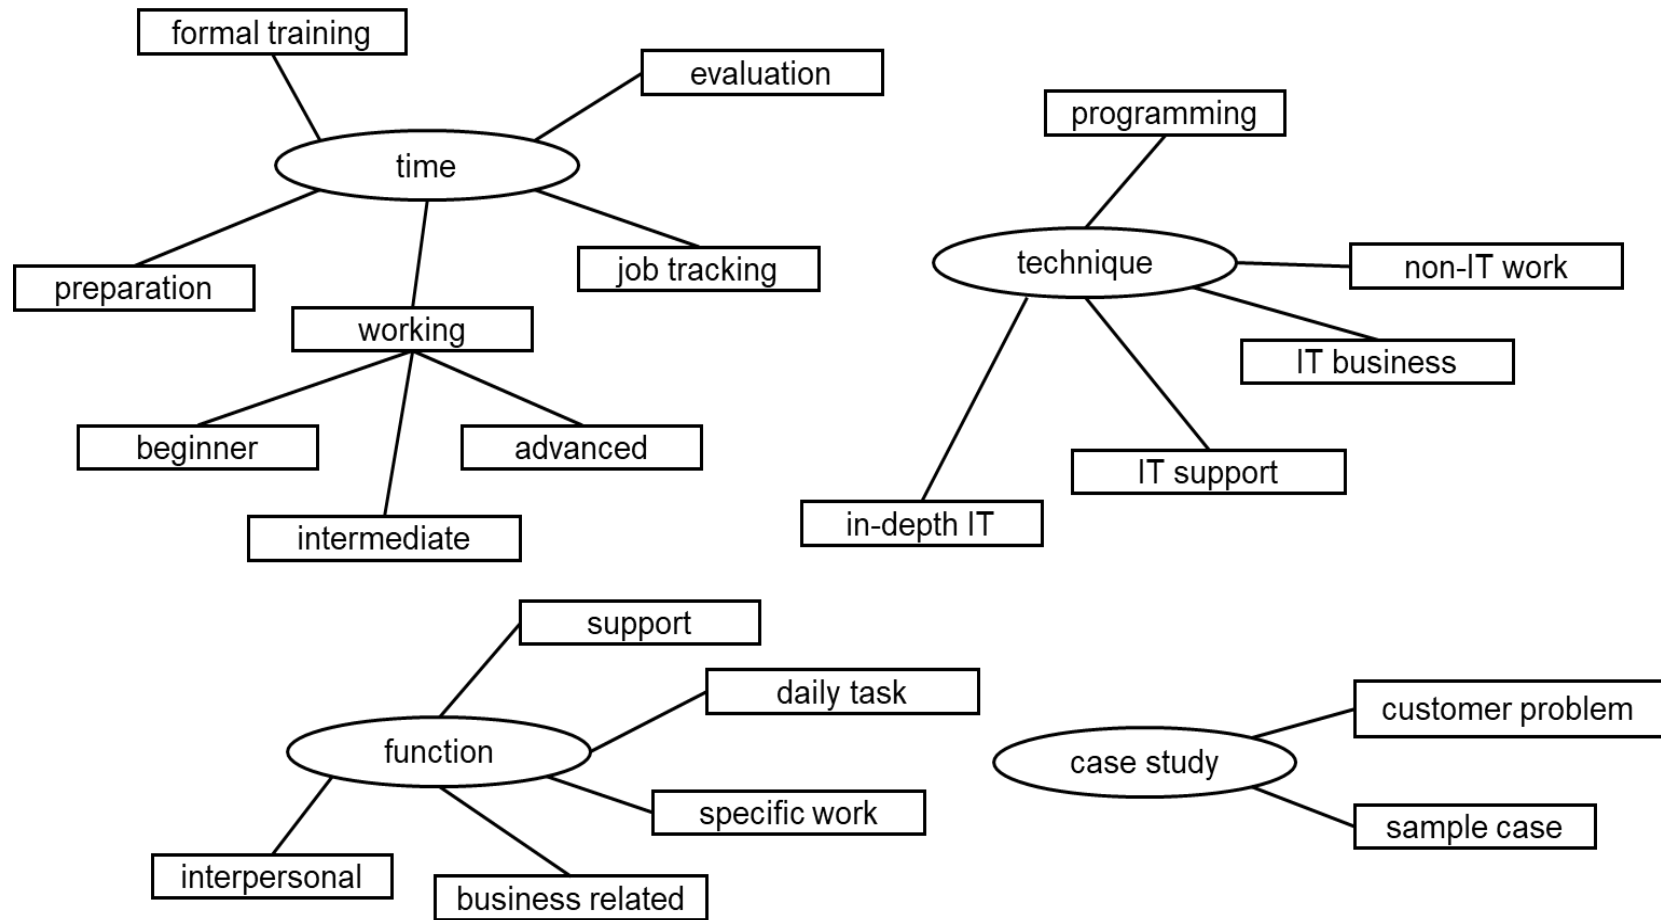 formal training
evaluation
time
preparation
job tracking
working
beginner
advanced
intermediate
programming
technique
non-IT work
IT business
IT support
in-depth IT
support
daily task
function
specific work
interpersonal
business related
customer problem
case study
sample case